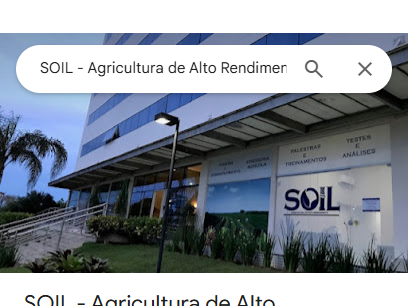 SOIL - Agricultura de Alto Rendimen
PALESTRAS
E
TREINAMENTOS
TESTES
E
ANÁLISES
SOIL
SOIL - Agricultura de Alto